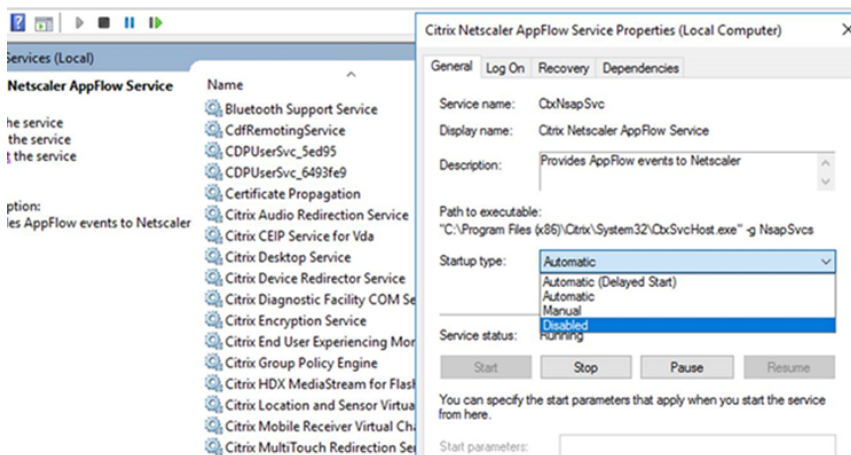 Services (Local)
Netscaler AppFlow Service
the service
the service
the service
ption:
es AppFlow events to Netscaler
Name
Bluetooth Support Service
CdfRemotingService
CDPUserSvc_5ed95
CDPUserSvc_6493fe9
Certificate Propagation
Citrix Audio Redirection Service
Citrix CEIP Service for Vda
Citrix Desktop Service
Citrix Device Redirector Service
Citrix Diagnostic Facility COM Se
Citrix Encryption Service
Citrix End User Experiencing Mor
Citrix Group Policy Engine
Citrix HDX MediaStream for Flash
Citrix Location and Sensor Virtua
Citrix Mobile Receiver Virtual Cha
Citrix MultiTouch Redirection Ser
Citrix Netscaler AppFlow Service Properties (Local Computer)
General Log On Recovery Dependencies
Service name: CtxNsapSvc
Display name: Citrix Netscaler AppFlow Service
Description: Provides AppFlow events to Netscaler
Path to executable:
"C:\Program Files (x86)\Citrix\System32\CtxSvcHost.exe" -g NsapSvcs
Startup type: Automatic
Automatic (Delayed Start)
Automatic
Manual
Disabled
Service status: Running
Start Stop Pause Resume
You can specify the start parameters that apply when you start the service
from here.
Start parameters: